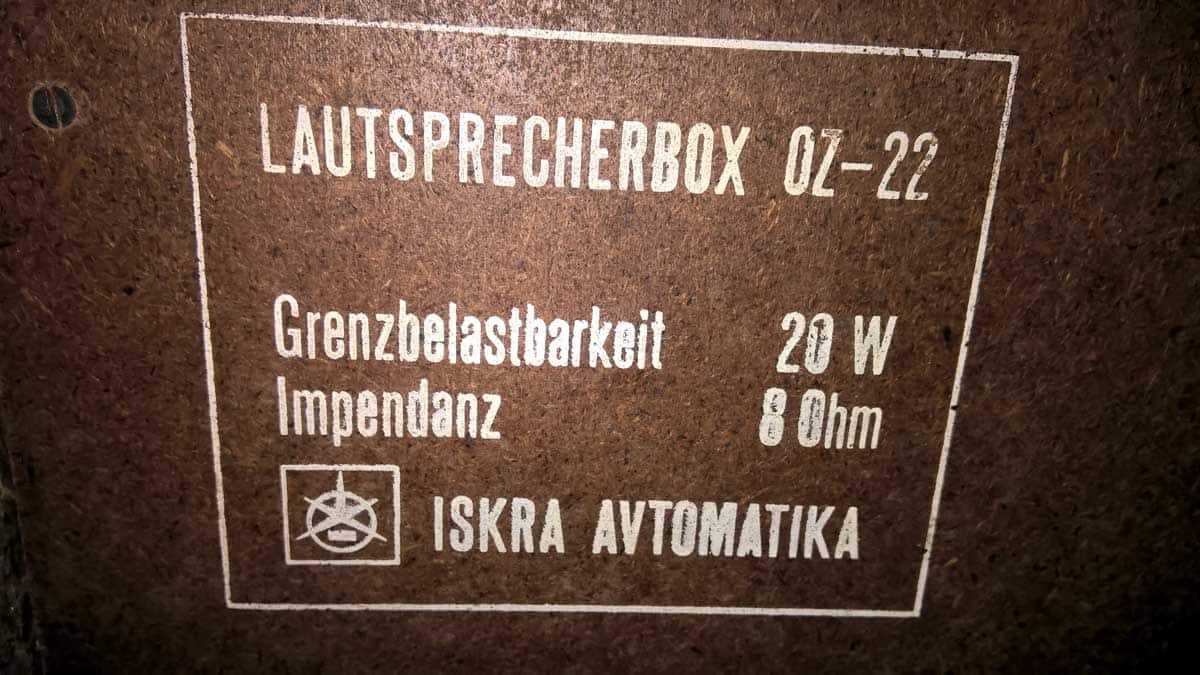 LAUTSPRECHERBOX OZ-22
Grenzbelastbarkeit 20 W
Impendanz 8 Ohm
ISKRA AVTOMATIKA